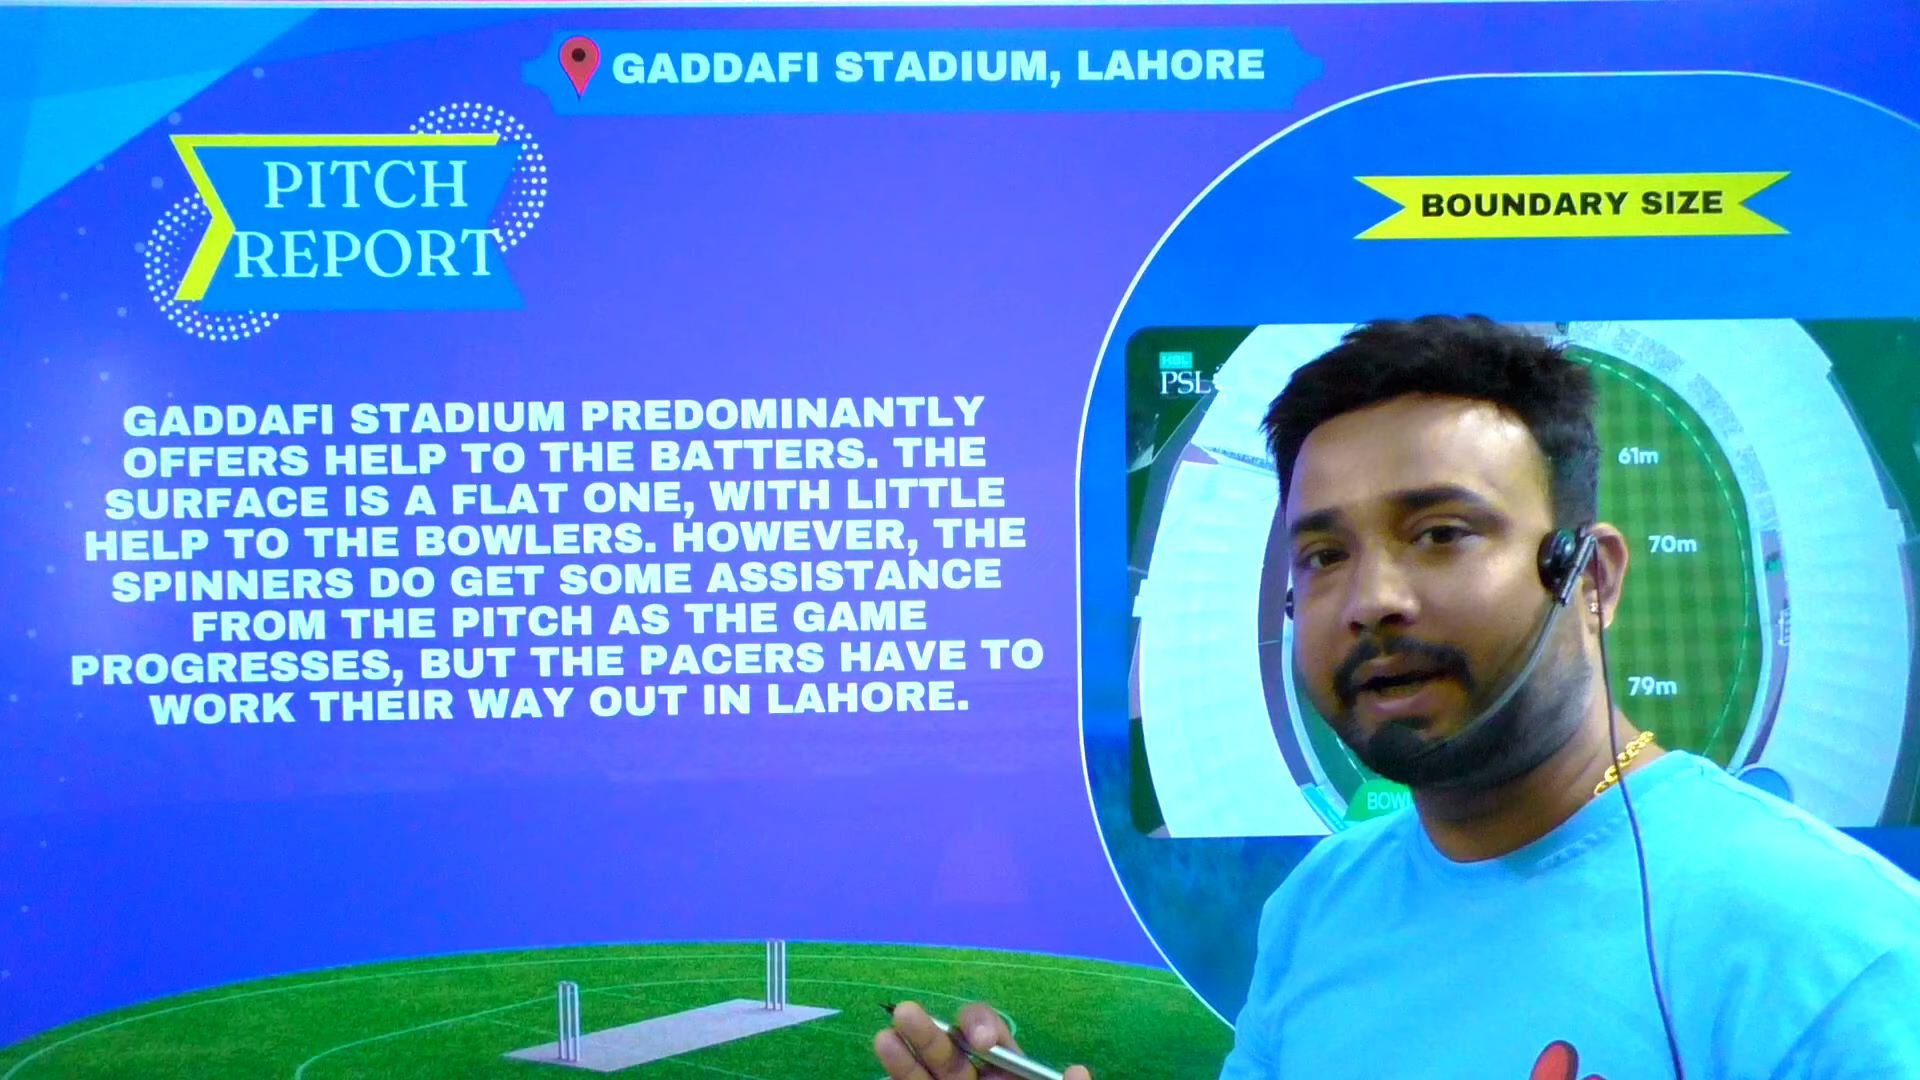 GADDAFI STADIUM, LAHORE
PITCH
REPORT
BOUNDARY SIZE
GADDAFI STADIUM PREDOMINANTLY
OFFERS HELP TO THE BATTERS. THE
SURFACE IS A FLAT ONE, WITH LITTLE
HELP TO THE BOWLERS. HOWEVER, THE
SPINNERS DO GET SOME ASSISTANCE
FROM THE PITCH AS THE GAME
PROGRESSES, BUT THE PACERS HAVE TO
WORK THEIR WAY OUT IN LAHORE.
HBL
PSL
61m
70m
79m